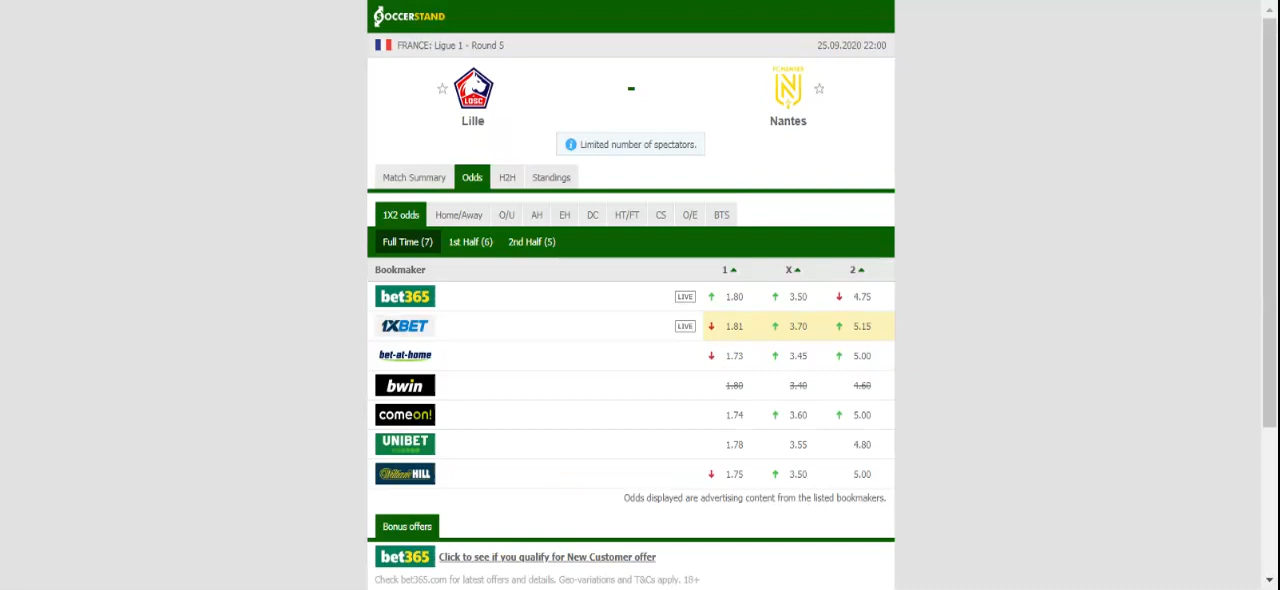 SOCCERSTAND
FRANCE: Ligue 1 - Round 5 25.09.2020 22:00
LOSC
FC NANTES
-
Lille Nantes
Limited number of spectators.
Match Summary Odds H2H Standings
1X2 odds Home/Away O/U AH EH DC HT/FT CS O/E BTS
Full Time (7) 1st Half (6) 2nd Half (5)
Bookmaker 1 X 2
bet365 LIVE 1.80 3.50 4.75
1XBET LIVE 1.81 3.70 5.15
bet-at-home 1.73 3.45 5.00
bwin 1.80 3.40 4.60
comeon! 1.74 3.60 5.00
UNIBET 1.78 3.55 4.80
William HILL 1.75 3.50 5.00
Odds displayed are advertising content from the listed bookmakers.
Bonus offers
bet365 Click to see if you qualify for New Customer offer
Check bet365.com for latest offers and details. Geo-variations and T&Cs apply. 18+